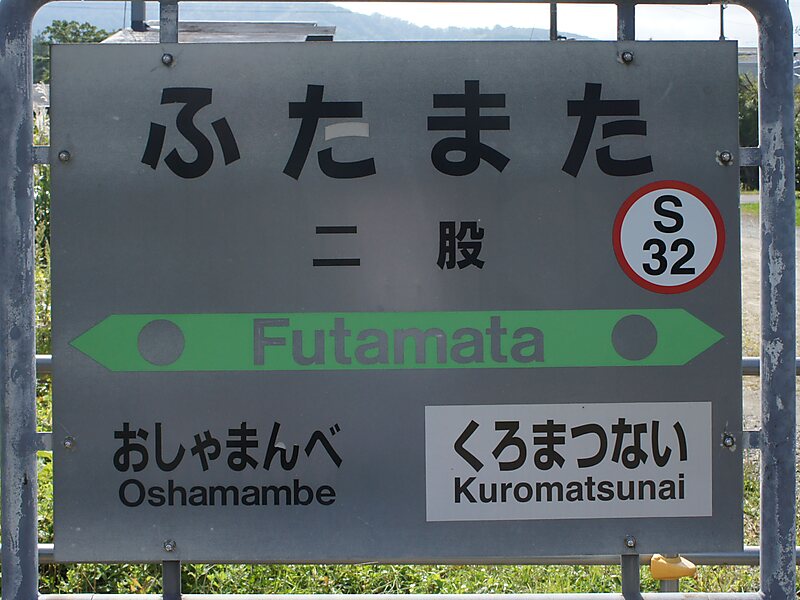 ふたまた
二股
S
32
Futamata
おしゃまんべ
Oshamambe
くろまつない
Kuromatsunai